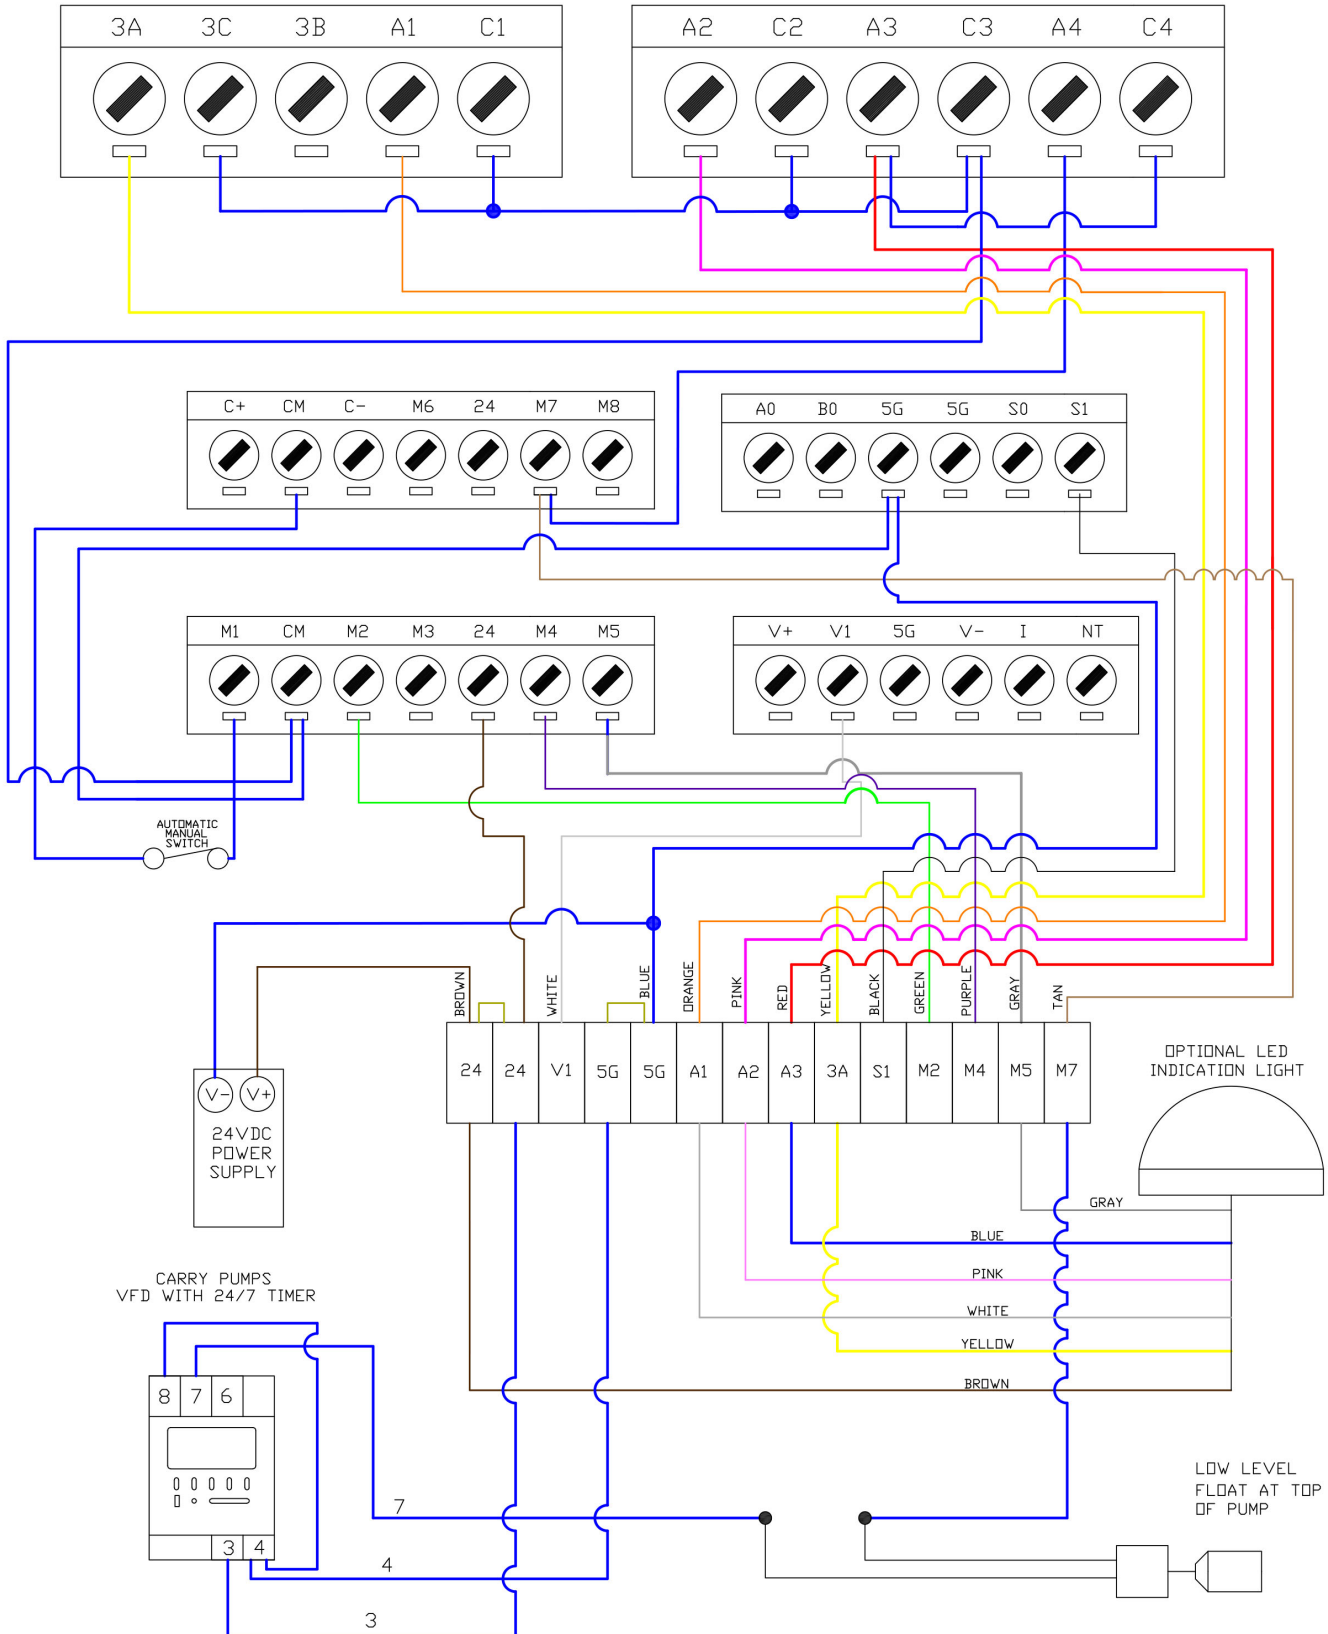 3A 3C 3B A1 C1
A2 C2 A3 C3 A4 C4
C+ CM C- M6 24 M7 M8
A0 B0 5G 5G S0 S1
M1 CM M2 M3 24 M4 M5
V+ V1 5G V- I NT
AUTOMATIC
MANUAL
SWITCH
BROWN
WHITE
BLUE
ORANGE
PINK
RED
YELLOW
BLACK
GREEN
PURPLE
GRAY
TAN
24 24 V1 5G 5G A1 A2 A3 3A S1 M2 M4 M5 M7
OPTIONAL LED
INDICATION LIGHT
V- V+
24VDC
POWER
SUPPLY
GRAY
BLUE
PINK
WHITE
YELLOW
BROWN
CARRY PUMPS
VFD WITH 24/7 TIMER
8 7 6
3 4
7
4
3
LOW LEVEL
FLOAT AT TOP
OF PUMP